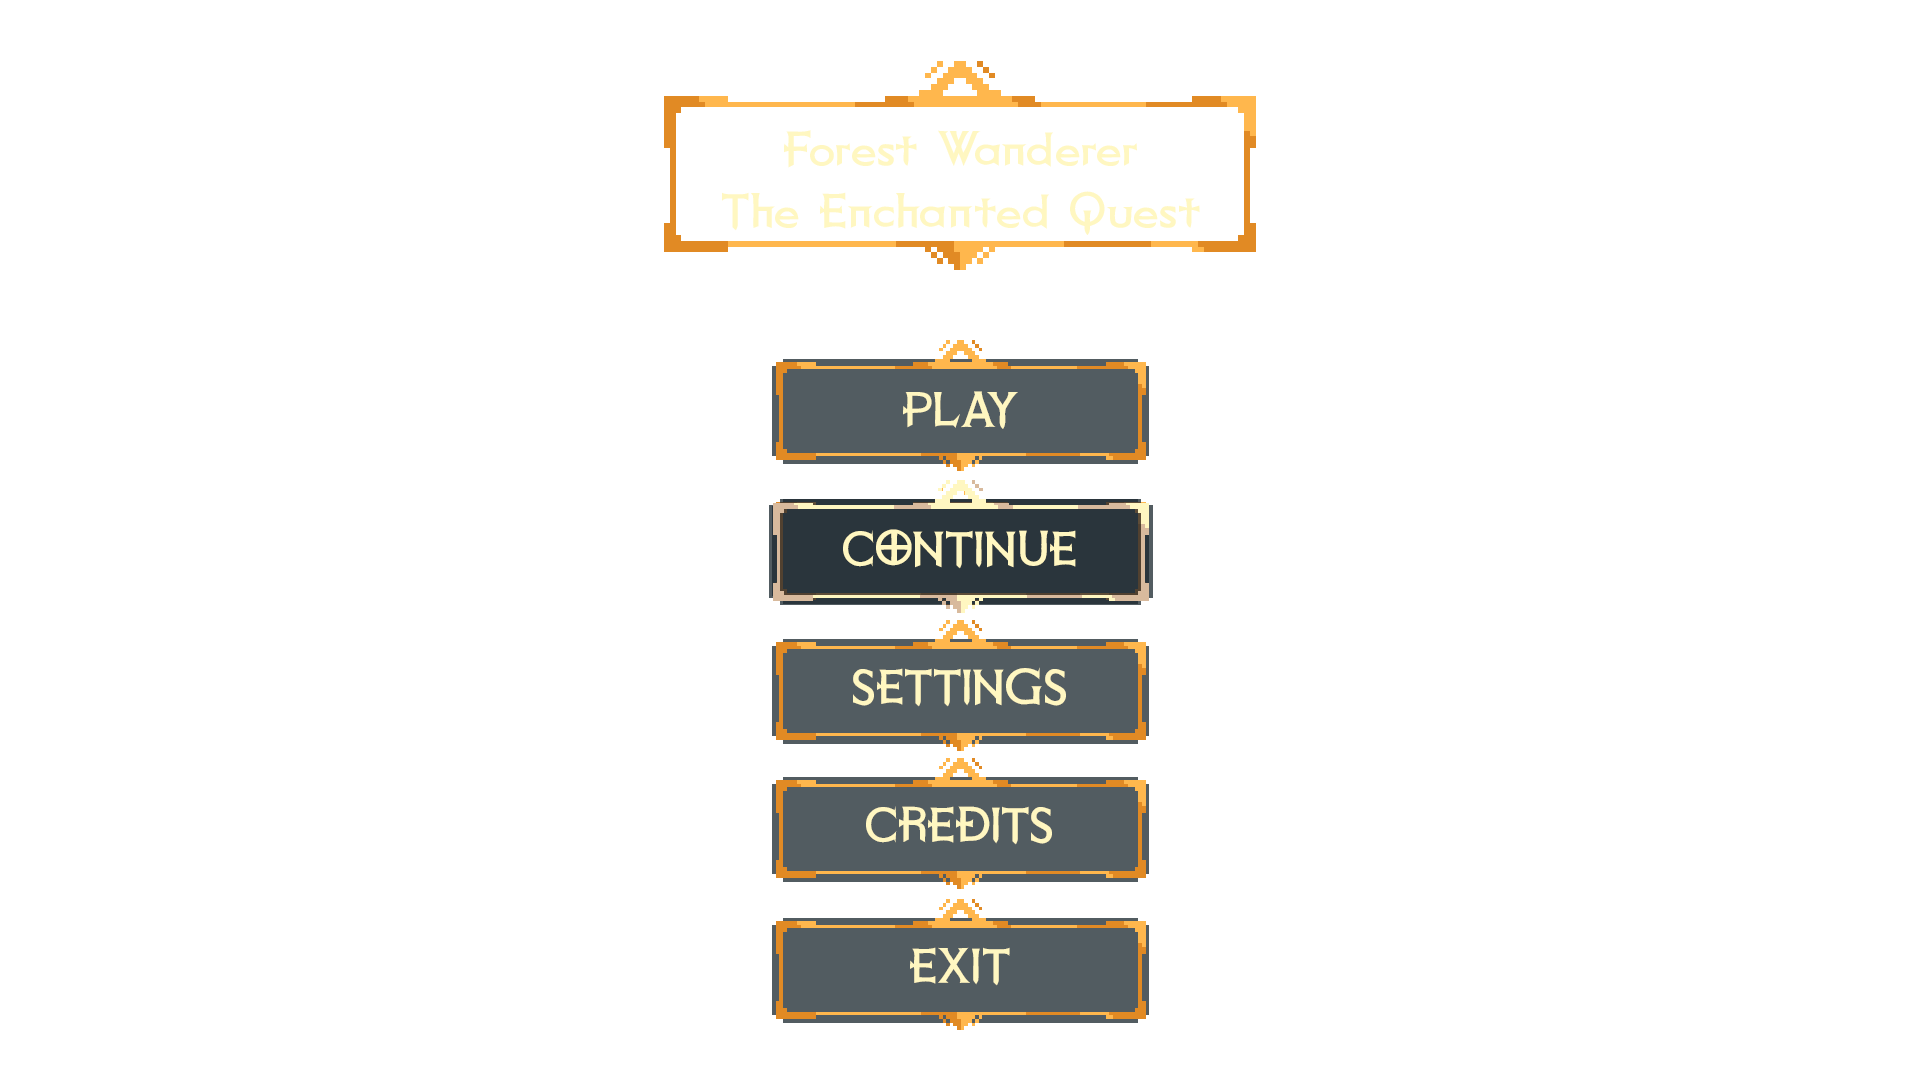 Forest Wanderer
The Enchanted Quest
PLAY
CONTINUE
SETTINGS
CREDITS
EXIT